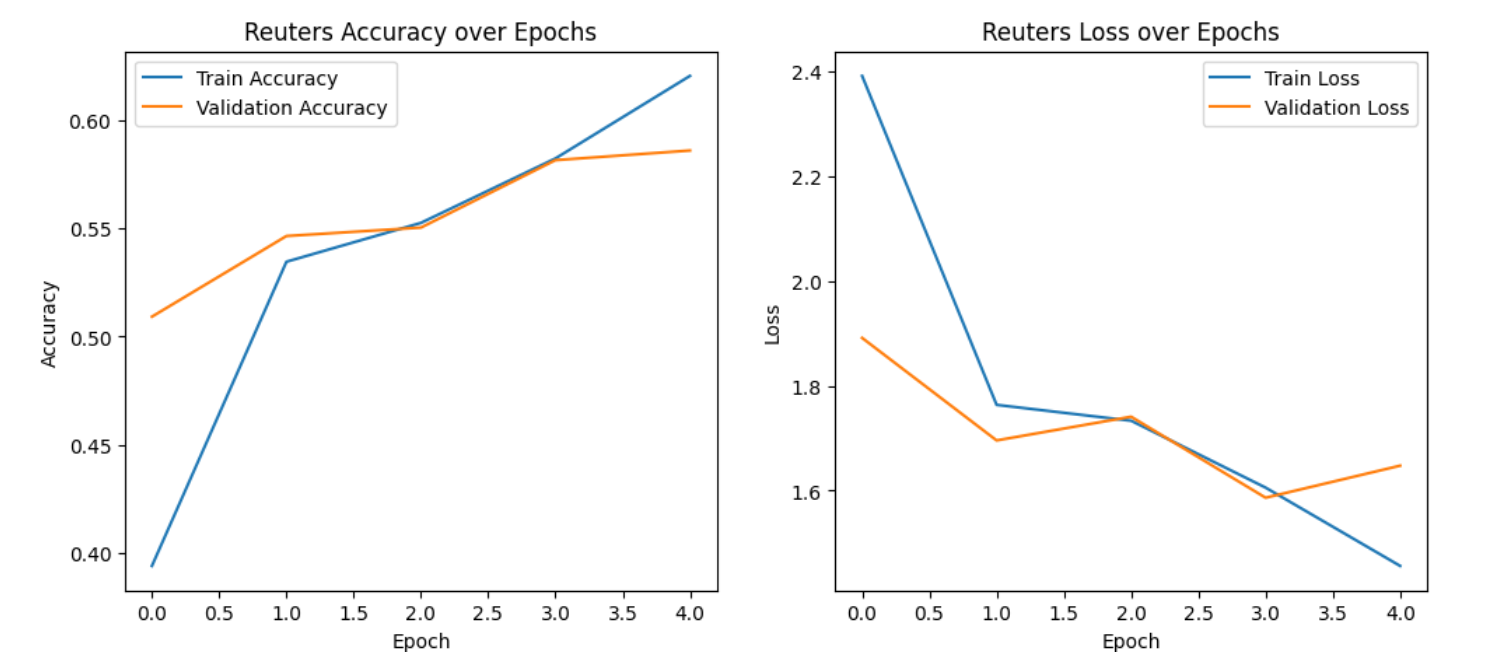 Reuters Accuracy over Epochs
Train Accuracy
Validation Accuracy
0.60
0.55
0.50
0.45
0.40
Accuracy
0.0 0.5 1.0 1.5 2.0 2.5 3.0 3.5 4.0
Epoch
Reuters Loss over Epochs
Train Loss
Validation Loss
2.4
2.2
2.0
1.8
1.6
Loss
0.0 0.5 1.0 1.5 2.0 2.5 3.0 3.5 4.0
Epoch